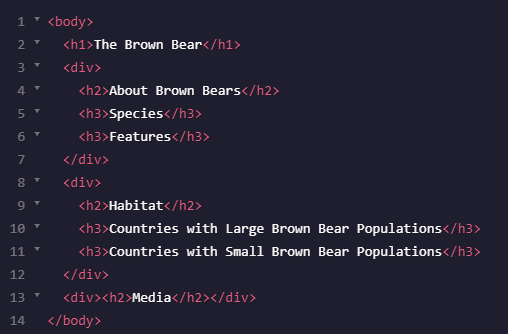 1 <body>
2 <h1>The Brown Bear</h1>
3 <div>
4 <h2>About Brown Bears</h2>
5 <h3>Species</h3>
6 <h3>Features</h3>
7 </div>
8 <div>
9 <h2>Habitat</h2>
10 <h3>Countries with Large Brown Bear Populations</h3>
11 <h3>Countries with Small Brown Bear Populations</h3>
12 </div>
13 <div><h2>Media</h2></div>
14 </body>